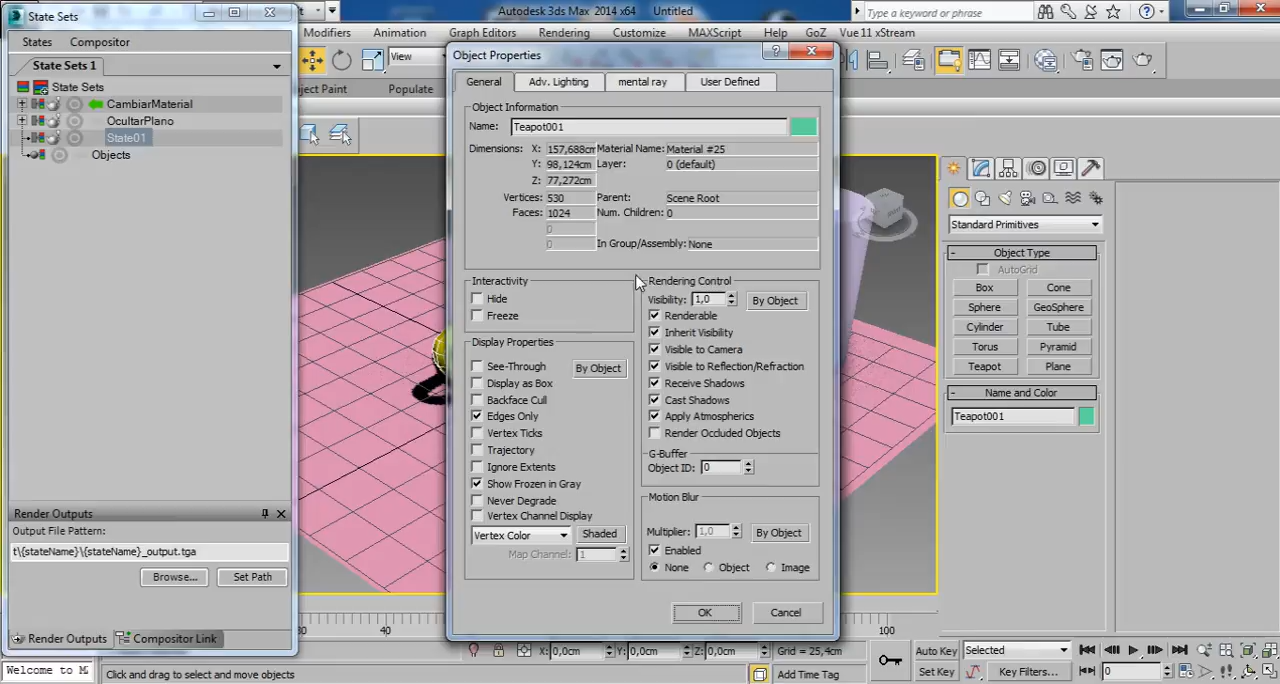 State Sets
States Compositor
State Sets 1
State Sets
CambiarMaterial
OcultarPlano
State01
Objects
Render Outputs
Output File Pattern:
t\{stateName}\{stateName}_output.tga
Browse...
Set Path
Render Outputs
Compositor Link
Welcome to M
Autodesk 3ds Max 2014 x64 Untitled
Type a keyword or phrase
Modifiers Animation Graph Editors Rendering Customize MAXScript Help GoZ Vue 11 xStream
View
ject Paint Populate
Object Properties
General Adv. Lighting mental ray User Defined
Object Information
Name: Teapot001
Dimensions: X: 157,688cm Material Name: Material #25
Y: 98,124cm Layer: 0 (default)
Z: 77,272cm
Vertices: 530 Parent: Scene Root
Faces: 1024 Num. Children: 0
0
0 In Group/Assembly: None
Interactivity
Hide
Freeze
Display Properties
See-Through By Object
Display as Box
Backface Cull
Edges Only
Vertex Ticks
Trajectory
Ignore Extents
Show Frozen in Gray
Never Degrade
Vertex Channel Display
Vertex Color Shaded
Map Channel: 1
Rendering Control
Visibility: 1,0 By Object
Renderable
Inherit Visibility
Visible to Camera
Visible to Reflection/Refraction
Receive Shadows
Cast Shadows
Apply Atmospherics
Render Occluded Objects
G-Buffer
Object ID: 0
Motion Blur
Multiplier: 1,0 By Object
Enabled
None Object Image
OK Cancel
Standard Primitives
Object Type
AutoGrid
Box Cone
Sphere GeoSphere
Cylinder Tube
Torus Pyramid
Teapot Plane
Name and Color
Teapot001
30 40 100
X: 0,0cm Y: 0,0cm Z: 0,0cm Grid = 25,4cm
Auto Key Selected
Set Key Key Filters... 0
Click and drag to select and move objects
Add Time Tag